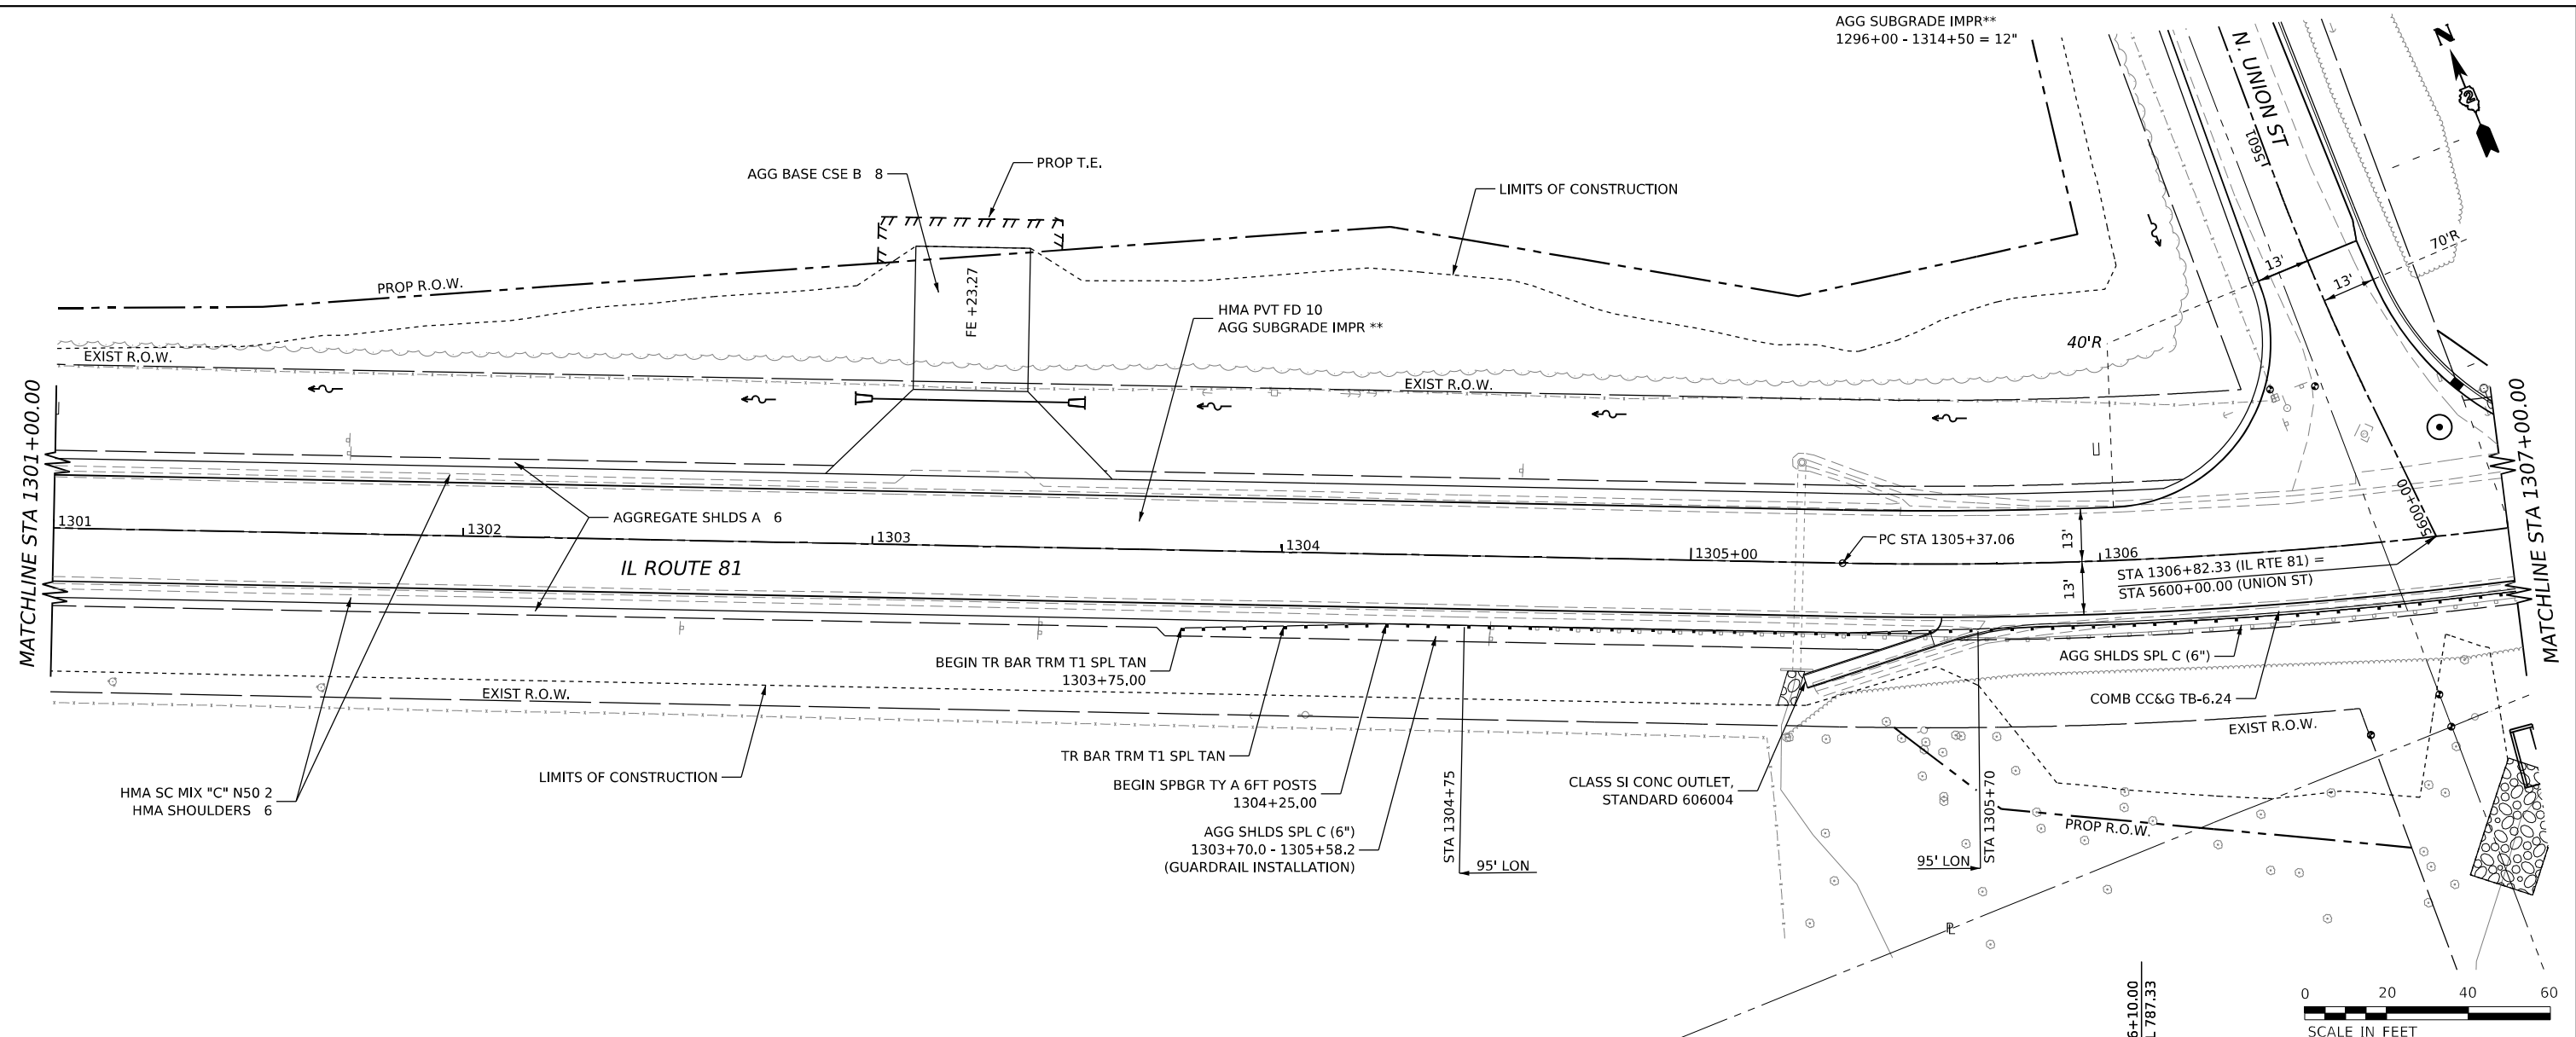 AGG SUBGRADE IMPR**
1296+00 - 1314+50 = 12"
N
2
N. UNION ST
5601
PROP T.E.
AGG BASE CSE B 8
LIMITS OF CONSTRUCTION
70'R
13'
13'
PROP R.O.W.
FE +23.27
HMA PVT FD 10
AGG SUBGRADE IMPR **
40'R
EXIST R.O.W.
EXIST R.O.W.
MATCHLINE STA 1301+00.00
MATCHLINE STA 1307+00.00
5600+00
AGGREGATE SHLDS A 6
1301
1302
1303
1304
1305+00
1306
PC STA 1305+37.06
13'
13'
IL ROUTE 81
STA 1306+82.33 (IL RTE 81) =
STA 5600+00.00 (UNION ST)
BEGIN TR BAR TRM T1 SPL TAN
1303+75.00
AGG SHLDS SPL C (6")
COMB CC&G TB-6.24
EXIST R.O.W.
EXIST R.O.W.
TR BAR TRM T1 SPL TAN
LIMITS OF CONSTRUCTION
BEGIN SPBGR TY A 6FT POSTS
1304+25.00
CLASS SI CONC OUTLET,
STANDARD 606004
HMA SC MIX "C" N50 2
HMA SHOULDERS 6
AGG SHLDS SPL C (6")
1303+70.0 - 1305+58.2
(GUARDRAIL INSTALLATION)
STA 1304+75
95' LON
STA 1305+70
95' LON
PROP R.O.W.
PL
6+10.00
L 787.33
0 20 40 60
SCALE IN FEET